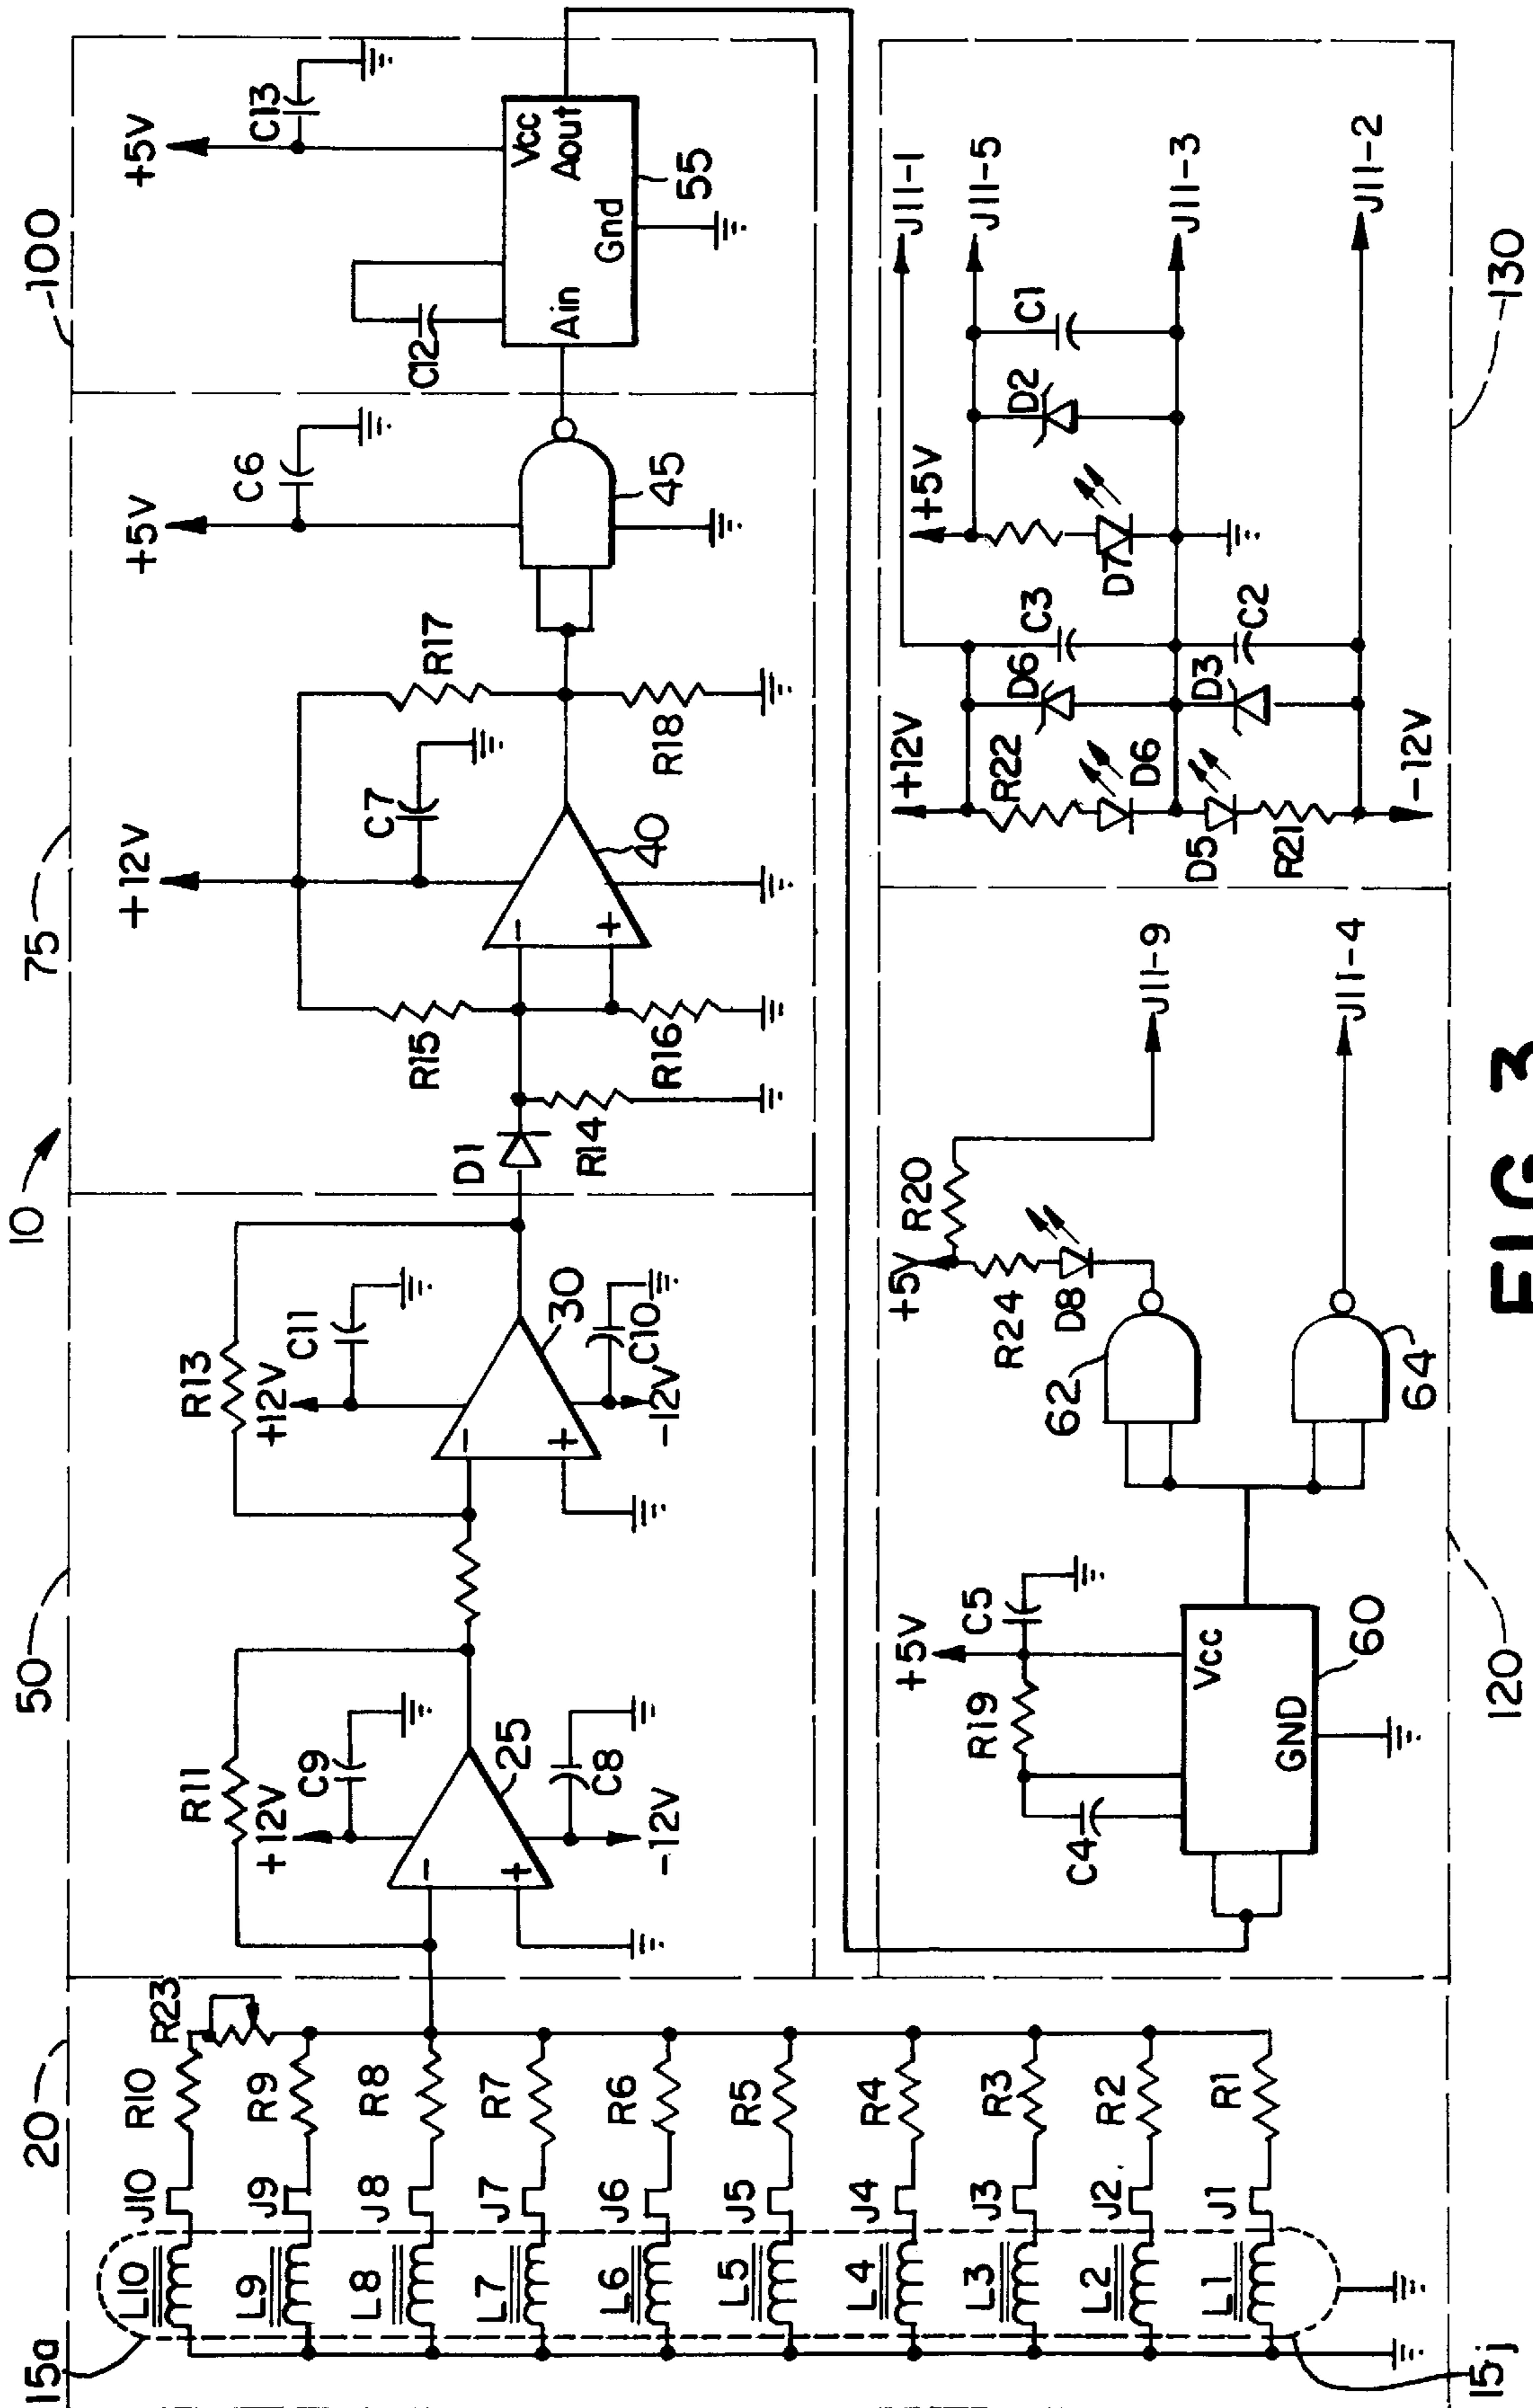 10
20
50
75
100
15a
L10
J10
R10
R23
L9
J9
R9
L8
J8
R8
L7
J7
R7
L6
J6
R6
L5
J5
R5
L4
J4
R4
L3
J3
R3
L2
J2
R2
L1
J1
R1
15j
R11
+12V
C9
-
+
25
C8
-12V
R13
+12V
C11
-
+
30
C10
-12V
D1
R14
R15
R16
+12V
C7
-
+
40
R17
R18
+5V
C6
45
C12
+5V
C13
Ain
Vcc
Aout
Gnd
55
+5V
C5
R19
C4
Vcc
GND
60
62
64
+5V
R20
R24
D8
J11-9
J11-4
120
+12V
R22
D6
D6
C3
D5
R21
D3
C2
-12V
+5V
D7
D2
C1
J11-1
J11-5
J11-3
J11-2
130
FIG 3